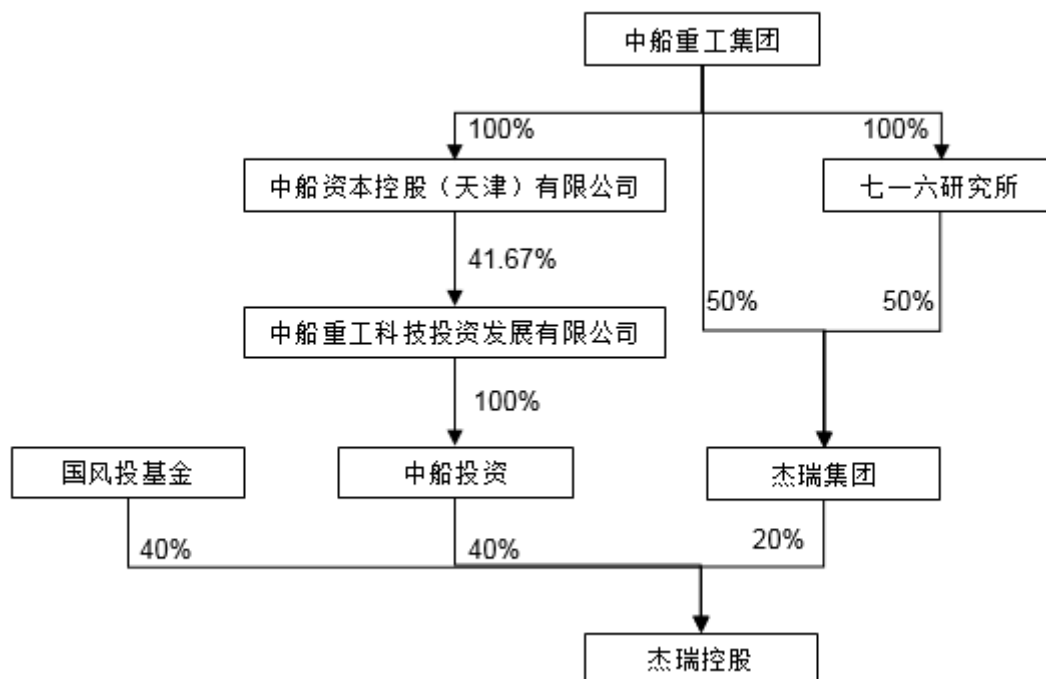 中船重工集团
100%
100%
中船资本控股（天津）有限公司
七一六研究所
41.67%
50%
50%
中船重工科技投资发展有限公司
100%
国风投基金
中船投资
杰瑞集团
40%
40%
20%
杰瑞控股